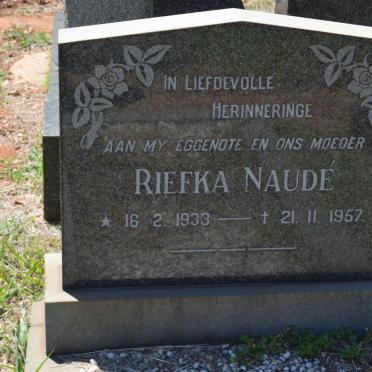 IN LIEFDEVOLLE
HERINNERINGE
AAN MY EGGENOTE EN ONS MOEDER
RIEFKA NAUDÉ
★ 16. 2. 1933 — † 21. 11. 1957.